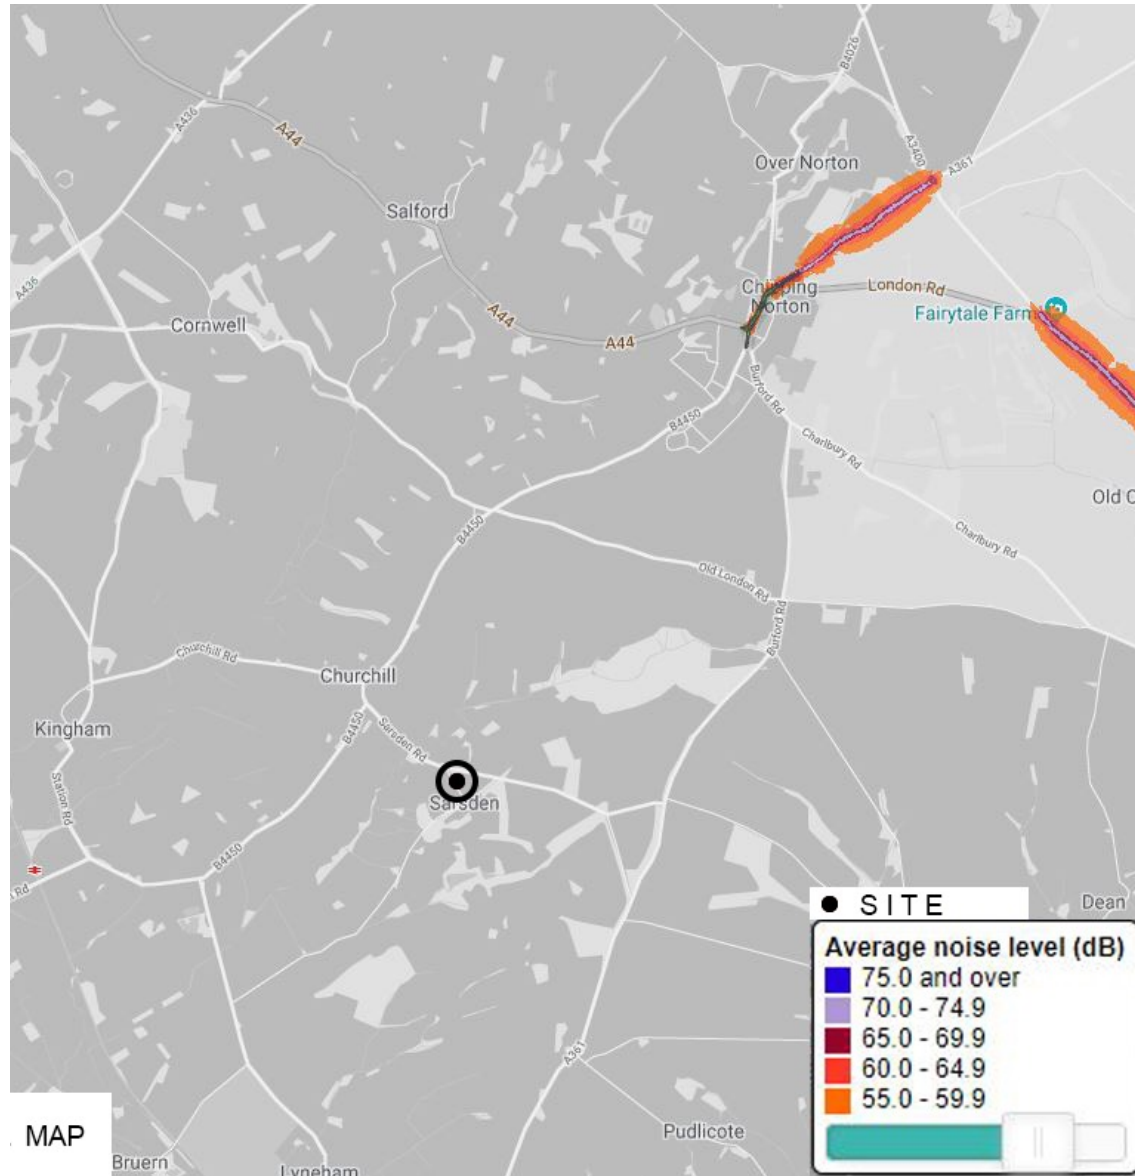 B4026
A436
A44
A3400
A361
Over Norton
Salford
A436
Chipping
Norton
London Rd
Fairytale Farm
A44
Cornwell
A44
Burford Rd
B4450
Charlbury Rd
Old
B4450
Charlbury Rd
Old London Rd
Burford Rd
Churchill Rd
Churchill
Kingham
B4450
Sarsden Rd
Station Rd
Sarsden
B4450
Rd
Dean
SITE
Average noise level (dB)
75.0 and over
70.0 - 74.9
65.0 - 69.9
60.0 - 64.9
55.0 - 59.9
A361
MAP
Pudlicote
Bruern
Lyneham